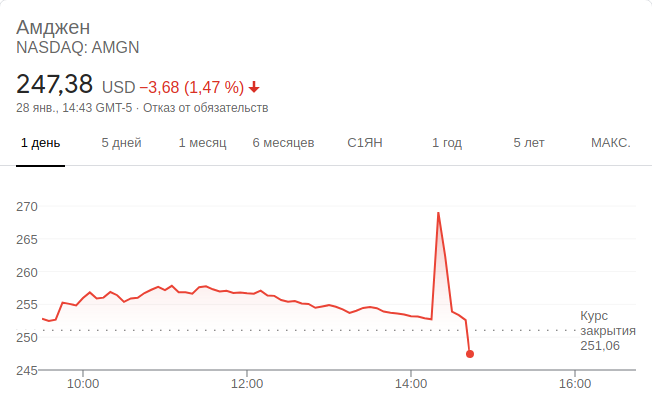 Амджен
NASDAQ: AMGN
247,38 USD −3,68 (1,47 %)
28 янв., 14:43 GMT-5 · Отказ от обязательств
1 день 5 дней 1 месяц 6 месяцев С1ЯН 1 год 5 лет МАКС.
270
265
260
255
250
245
Курс
закрытия
251,06
10:00 12:00 14:00 16:00